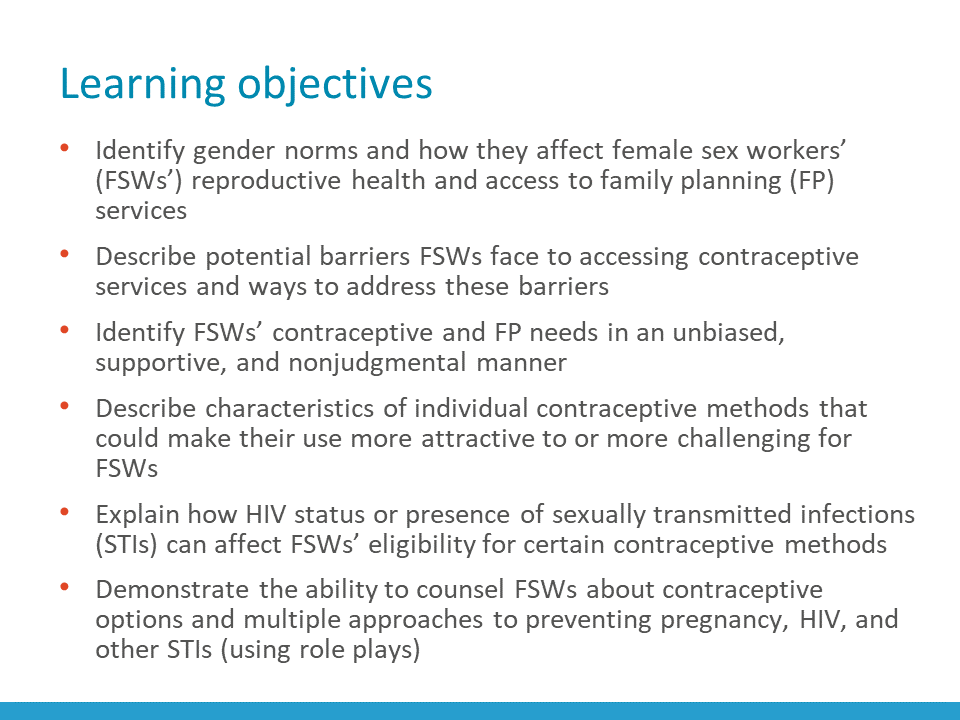 Learning objectives
• Identify gender norms and how they affect female sex workers’
(FSWs’) reproductive health and access to family planning (FP)
services
• Describe potential barriers FSWs face to accessing contraceptive
services and ways to address these barriers
• Identify FSWs’ contraceptive and FP needs in an unbiased,
supportive, and nonjudgmental manner
• Describe characteristics of individual contraceptive methods that
could make their use more attractive to or more challenging for
FSWs
• Explain how HIV status or presence of sexually transmitted infections
(STIs) can affect FSWs’ eligibility for certain contraceptive methods
• Demonstrate the ability to counsel FSWs about contraceptive
options and multiple approaches to preventing pregnancy, HIV, and
other STIs (using role plays)